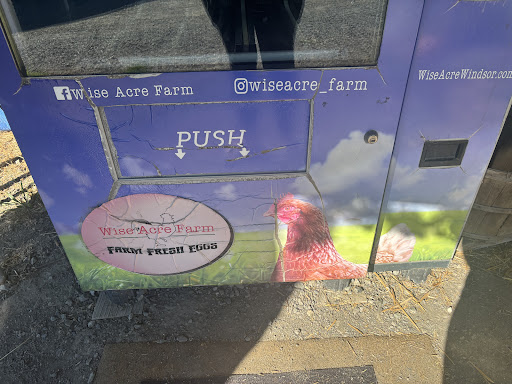 Wise Acre Farm
wiseacre_farm
WiseAcreWindsor.com
PUSH
Wise Acre Farm
FARM FRESH EGGS